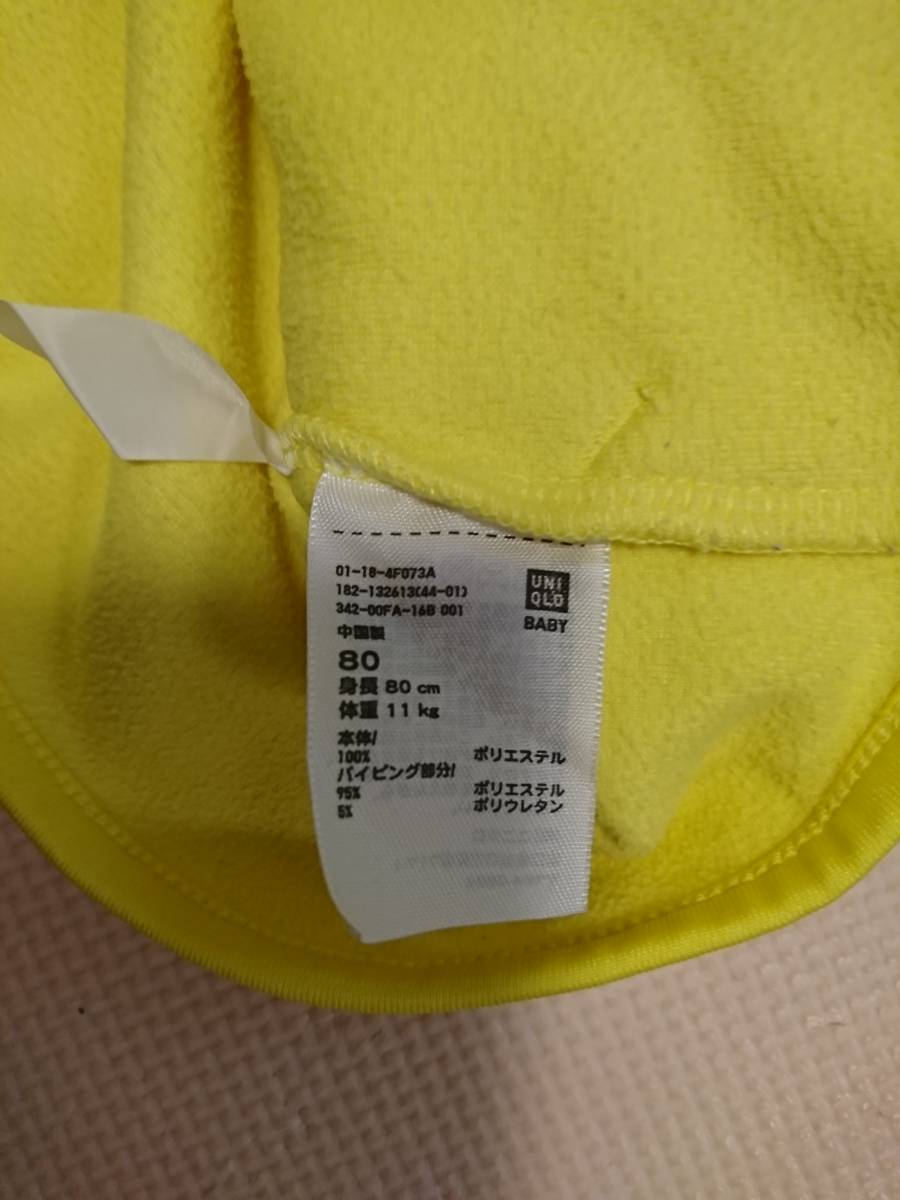 01-18-4F073A
182-132613(44-01)
342-00FA-16B 001
UNI
QLO
BABY
中国製
80
身長 80 cm
体重 11 kg
本体/
100% ポリエステル
パイピング部分/
95% ポリエステル
5% ポリウレタン